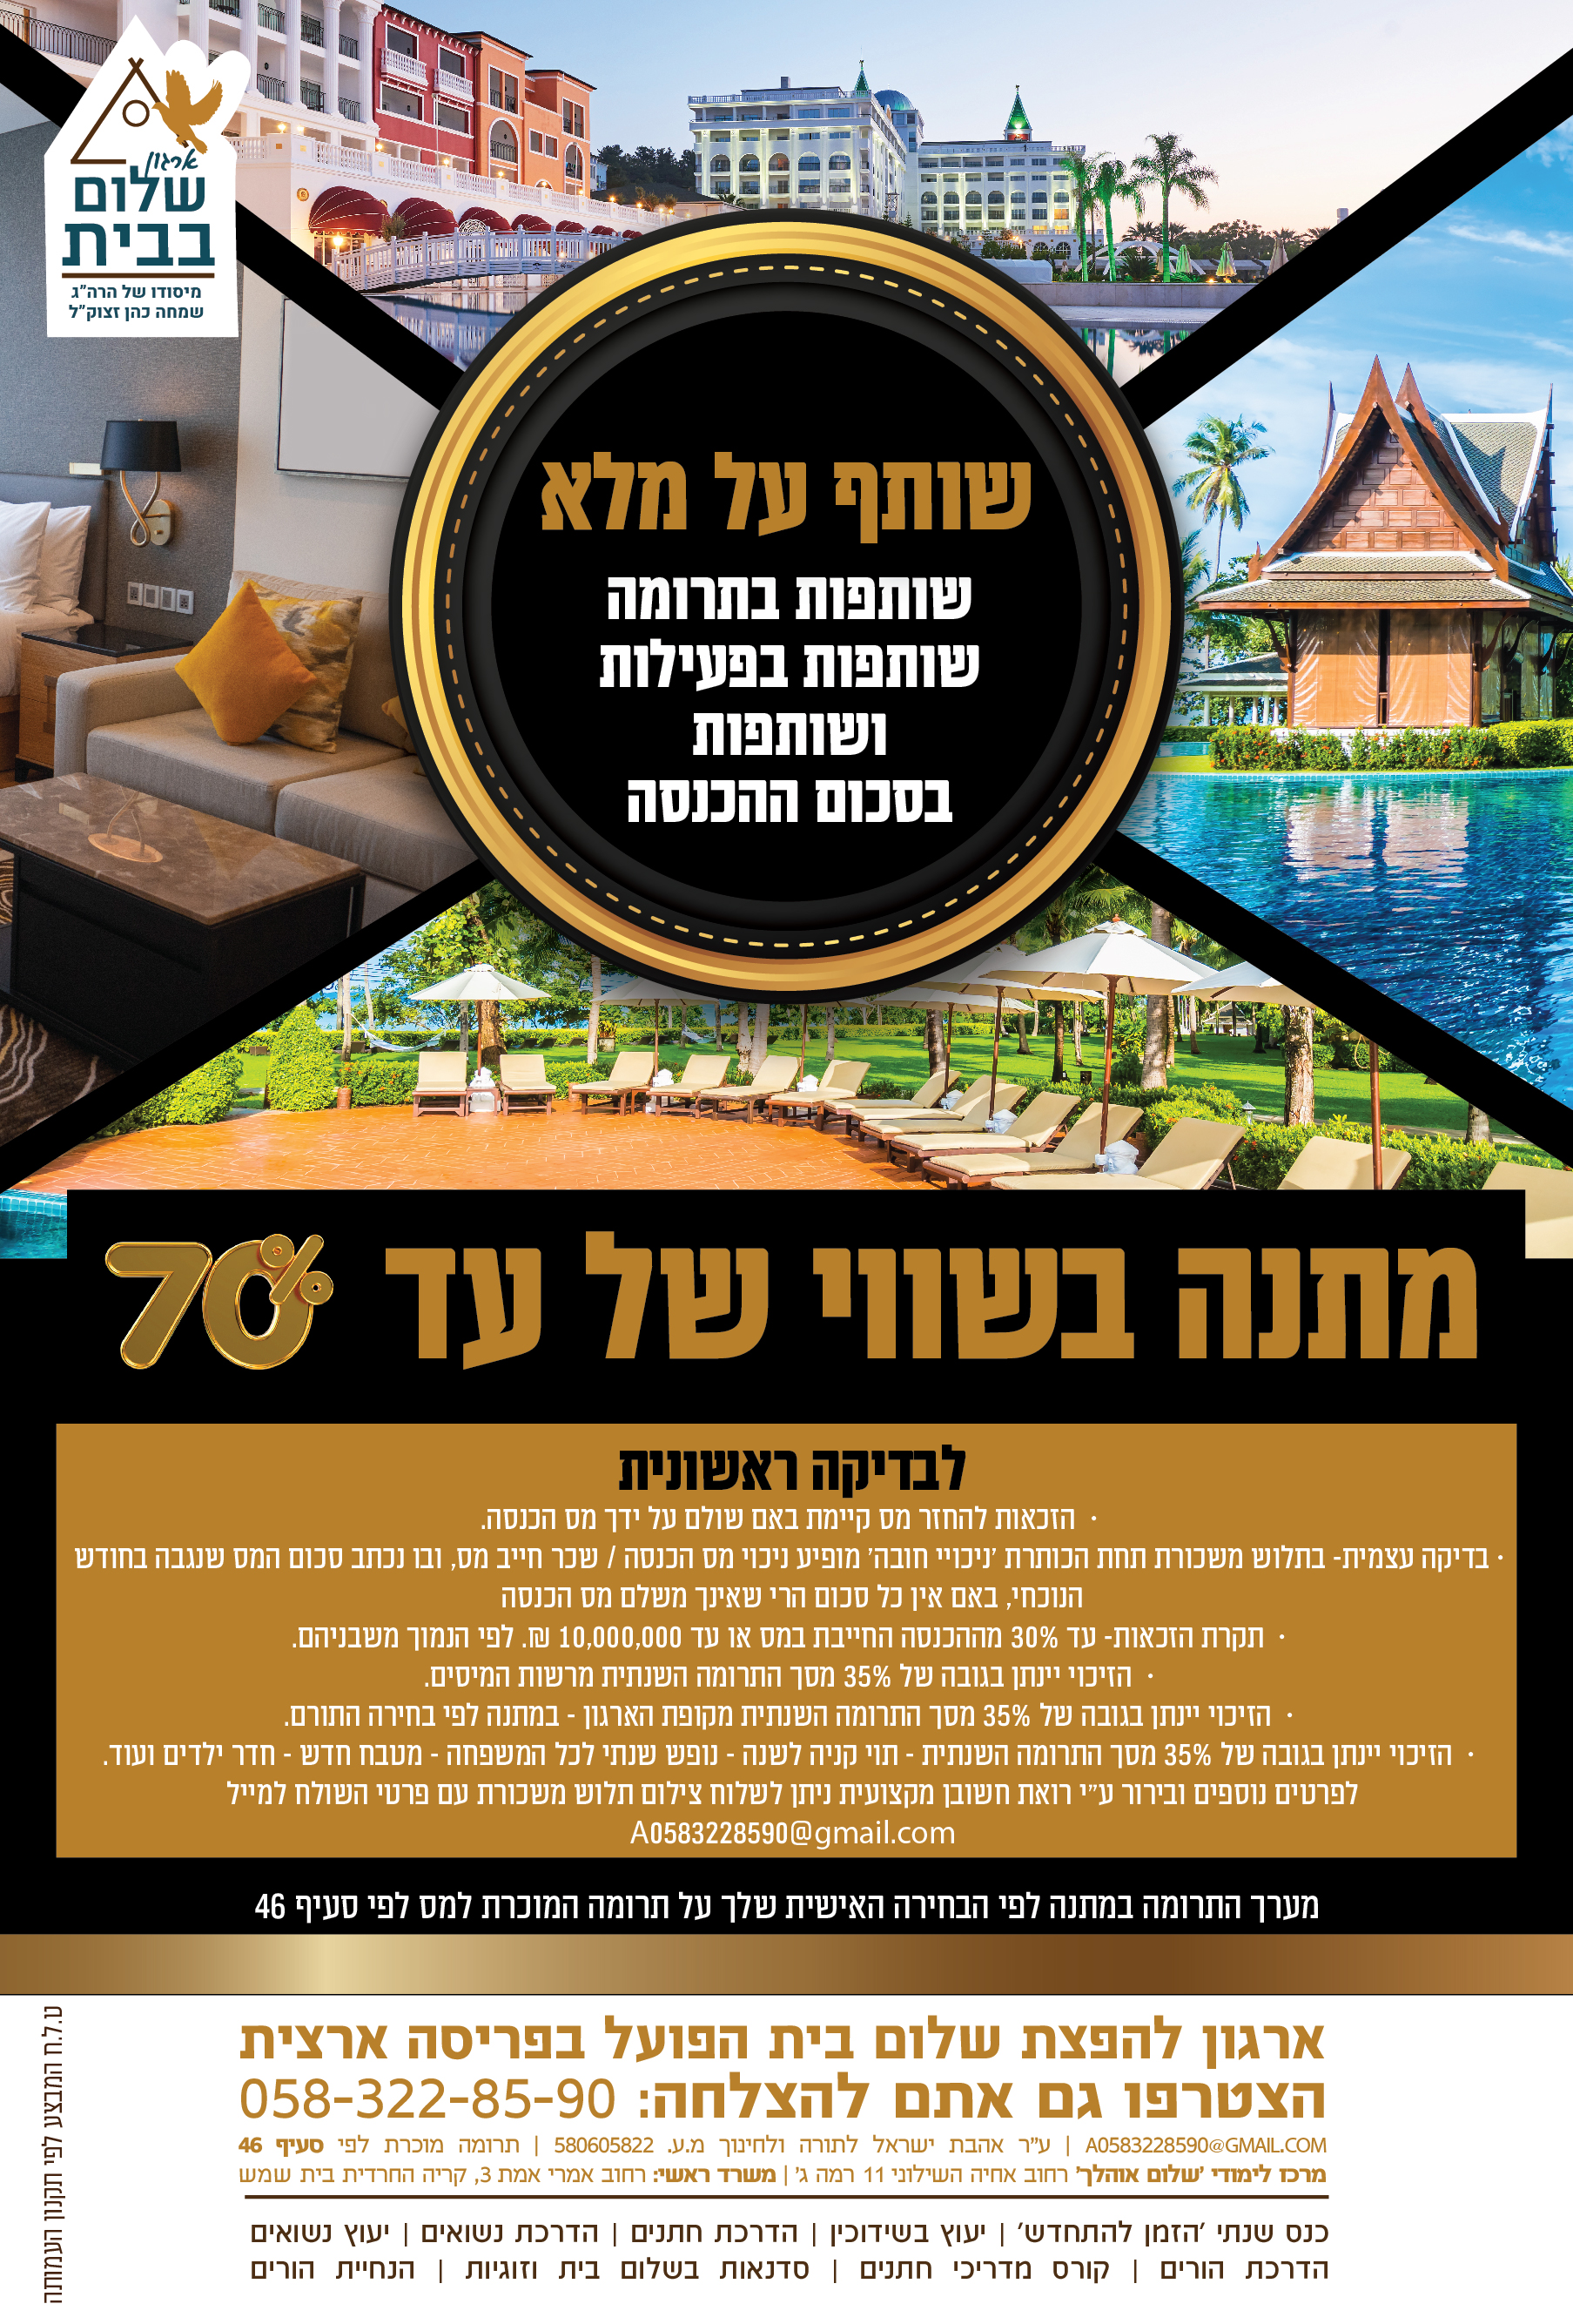 ארגון
שלום
בבית
מיסודו של הרה"ג
שמחה כהן זצוק"ל
שותף על מלא
שותפות בתרומה
שותפות בפעילות
ושותפות
בסכום ההכנסה
מתנה בשווי של עד 70%
לבדיקה ראשונית
· הזכאות להחזר מס קיימת באם שולם על ידך מס הכנסה.
· בדיקה עצמית- בתלוש משכורת תחת הכותרת 'ניכויי חובה' מופיע ניכוי מס הכנסה / שכר חייב מס, ובו נכתב סכום המס שנגבה בחודש
הנוכחי, באם אין כל סכום הרי שאינך משלם מס הכנסה
· תקרת הזכאות- עד 30% מההכנסה החייבת במס או עד 10,000,000 ₪. לפי הנמוך משבניהם.
· הזיכוי יינתן בגובה של 35% מסך התרומה השנתית מרשות המיסים.
· הזיכוי יינתן בגובה של 35% מסך התרומה השנתית מקופת הארגון - במתנה לפי בחירה התורם.
· הזיכוי יינתן בגובה של 35% מסך התרומה השנתית - תוי קניה לשנה - נופש שנתי לכל המשפחה - מטבח חדש - חדר ילדים ועוד.
לפרטים נוספים ובירור ע"י רואת חשובן מקצועית ניתן לשלוח צילום תלוש משכורת עם פרטי השולח למייל
A0583228590@gmail.com
מערך התרומה במתנה לפי הבחירה האישית שלך על תרומה המוכרת למס לפי סעיף 46
ארגון להפצת שלום בית הפועל בפריסה ארצית
הצטרפו גם אתם להצלחה: 058-322-85-90
A0583228590@GMAIL.COM | ע"ר אהבת ישראל לתורה ולחינוך מ.ע. 580605822 | תרומה מוכרת לפי סעיף 46
מרכז לימודי 'שלום אוהלך' רחוב אחיה השילוני 11 רמה ג' | משרד ראשי: רחוב אמרי אמת 3, קריה החרדית בית שמש
כנס שנתי 'הזמן להתחדש' | יעוץ בשידוכין | הדרכת חתנים | הדרכת נשואים | יעוץ נשואים
הדרכת הורים | קורס מדריכי חתנים | סדנאות בשלום בית וזוגיות | הנחיית הורים
ט.ל.ח המבצע לפי תקנון העמותה